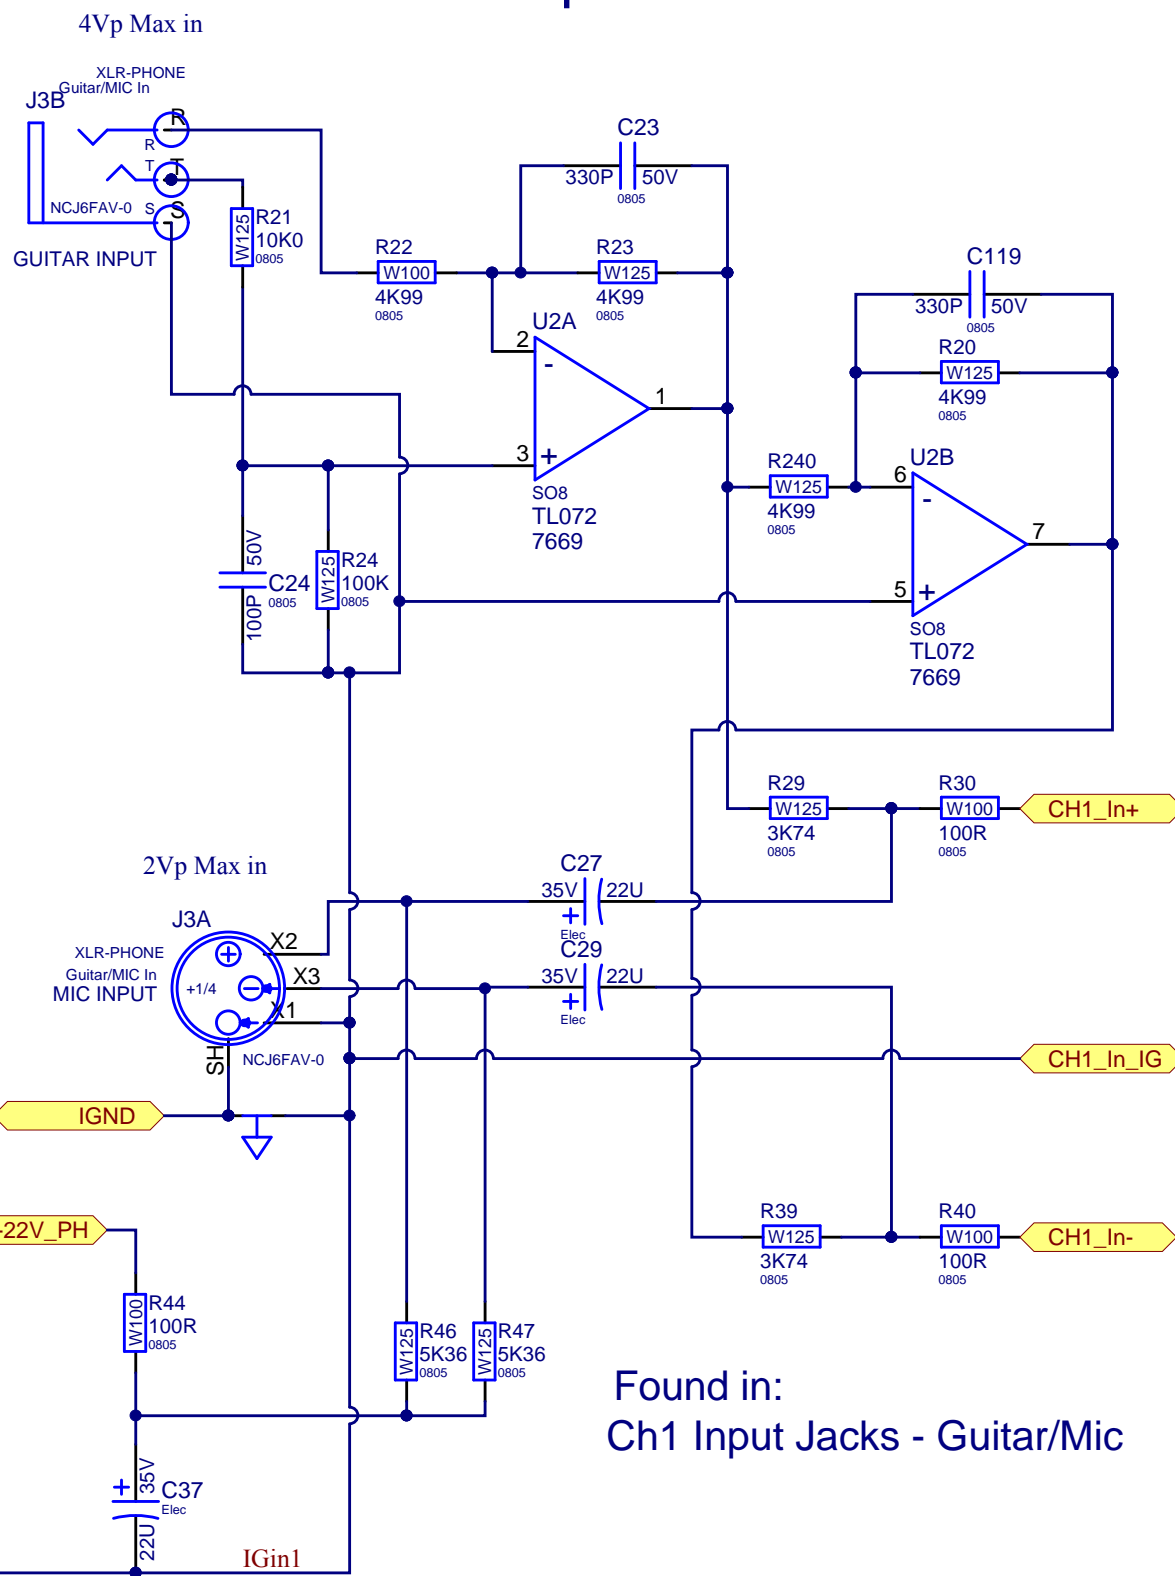 4Vp Max in
XLR-PHONE
Guitar/MIC In
J3B
R
R
T
T
NCJ6FAV-0
S
S
GUITAR INPUT
R21
W125
10K0
0805
R22
W100
4K99
0805
C23
330P
50V
0805
R23
W125
4K99
0805
U2A
2
-
1
3
+
SO8
TL072
7669
C119
330P
50V
0805
R20
W125
4K99
0805
R240
W125
4K99
0805
U2B
6
-
7
5
+
SO8
TL072
7669
50V
C24
0805
100P
R24
W125
100K
0805
R29
W125
3K74
0805
R30
W100
100R
0805
CH1_In+
2Vp Max in
J3A
XLR-PHONE
Guitar/MIC In
MIC INPUT
+1/4
X2
X3
X1
SH
NCJ6FAV-0
C27
35V
22U
+
Elec
C29
35V
22U
+
Elec
CH1_In_IG
IGND
-22V_PH
R39
W125
3K74
0805
R40
W100
100R
0805
CH1_In-
R44
W100
100R
0805
R46
W125
5K36
0805
R47
W125
5K36
0805
Found in:
Ch1 Input Jacks - Guitar/Mic
+
35V
C37
Elec
22U
IGin1